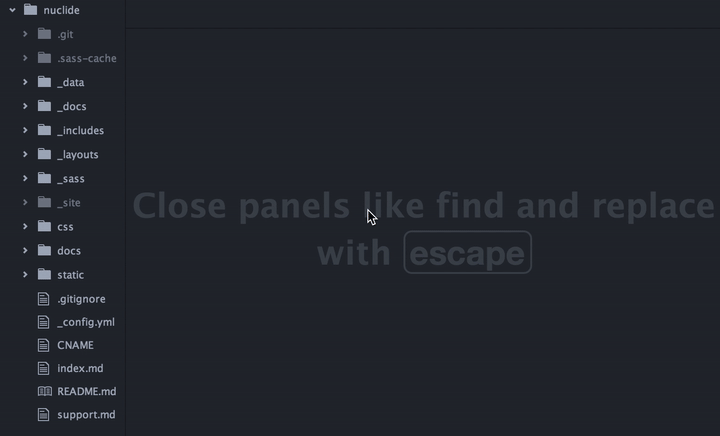 nuclide
.git
.sass-cache
_data
_docs
_includes
_layouts
_sass
_site
css
docs
static
.gitignore
_config.yml
CNAME
index.md
README.md
support.md
Close panels like find and replace
with escape